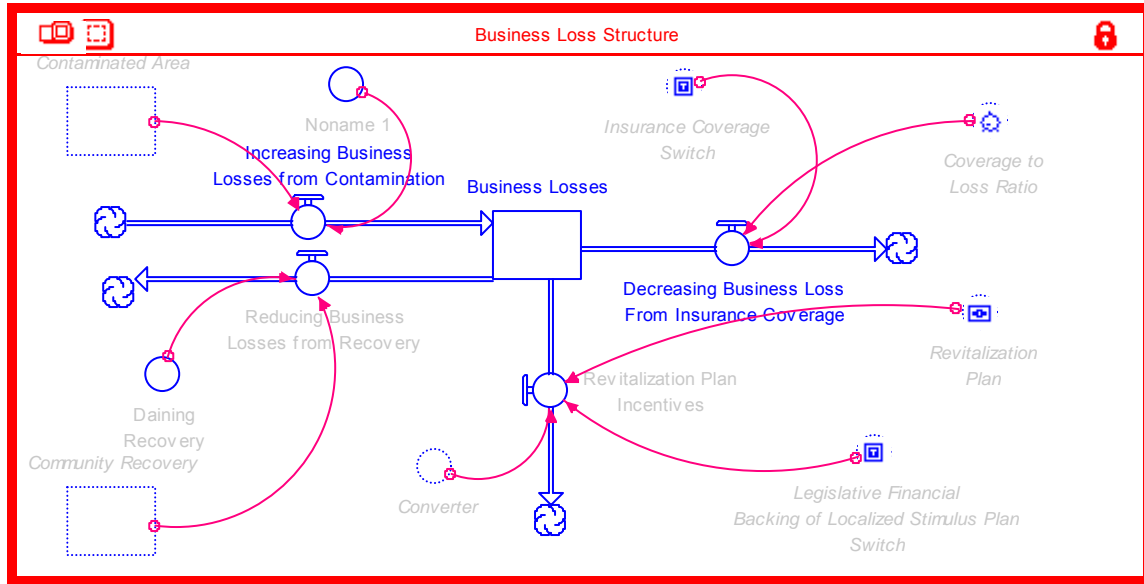 Business Loss Structure
Contaminated Area
Noname 1
Insurance Coverage
Switch
Coverage to
Loss Ratio
Increasing Business
Losses from Contamination
Business Losses
Decreasing Business Loss
From Insurance Coverage
Reducing Business
Losses from Recovery
Revitalization
Plan
Revitalization Plan
Incentives
Daining
Recovery
Community Recovery
Converter
Legislative Financial
Backing of Localized Stimulus Plan
Switch